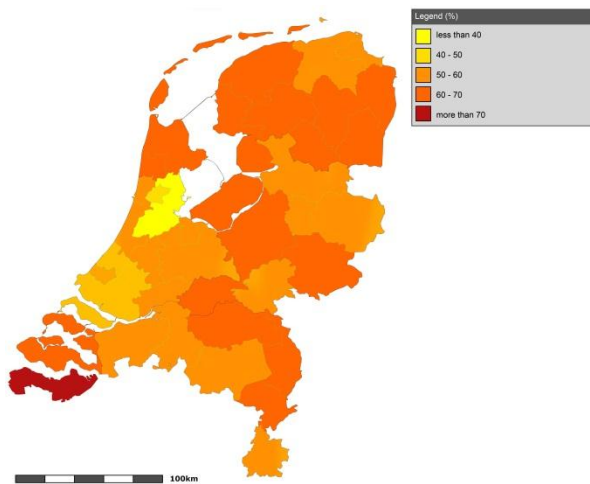 Legend (%)
less than 40
40 - 50
50 - 60
60 - 70
more than 70
100km